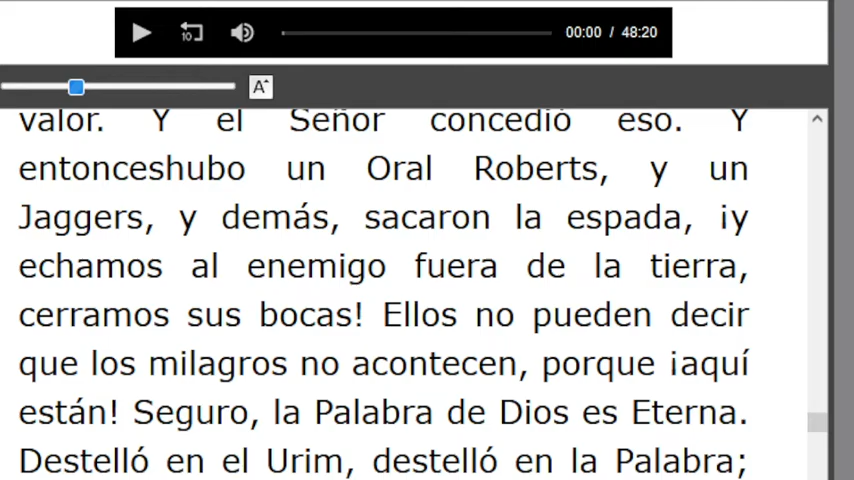 10
00:00 / 48:20
A
valor. Y el Señor concedió eso. Y
entonceshubo un Oral Roberts, y un
Jaggers, y demás, sacaron la espada, ¡y
echamos al enemigo fuera de la tierra,
cerramos sus bocas! Ellos no pueden decir
que los milagros no acontecen, porque ¡aquí
están! Seguro, la Palabra de Dios es Eterna.
Destelló en el Urim, destelló en la Palabra;